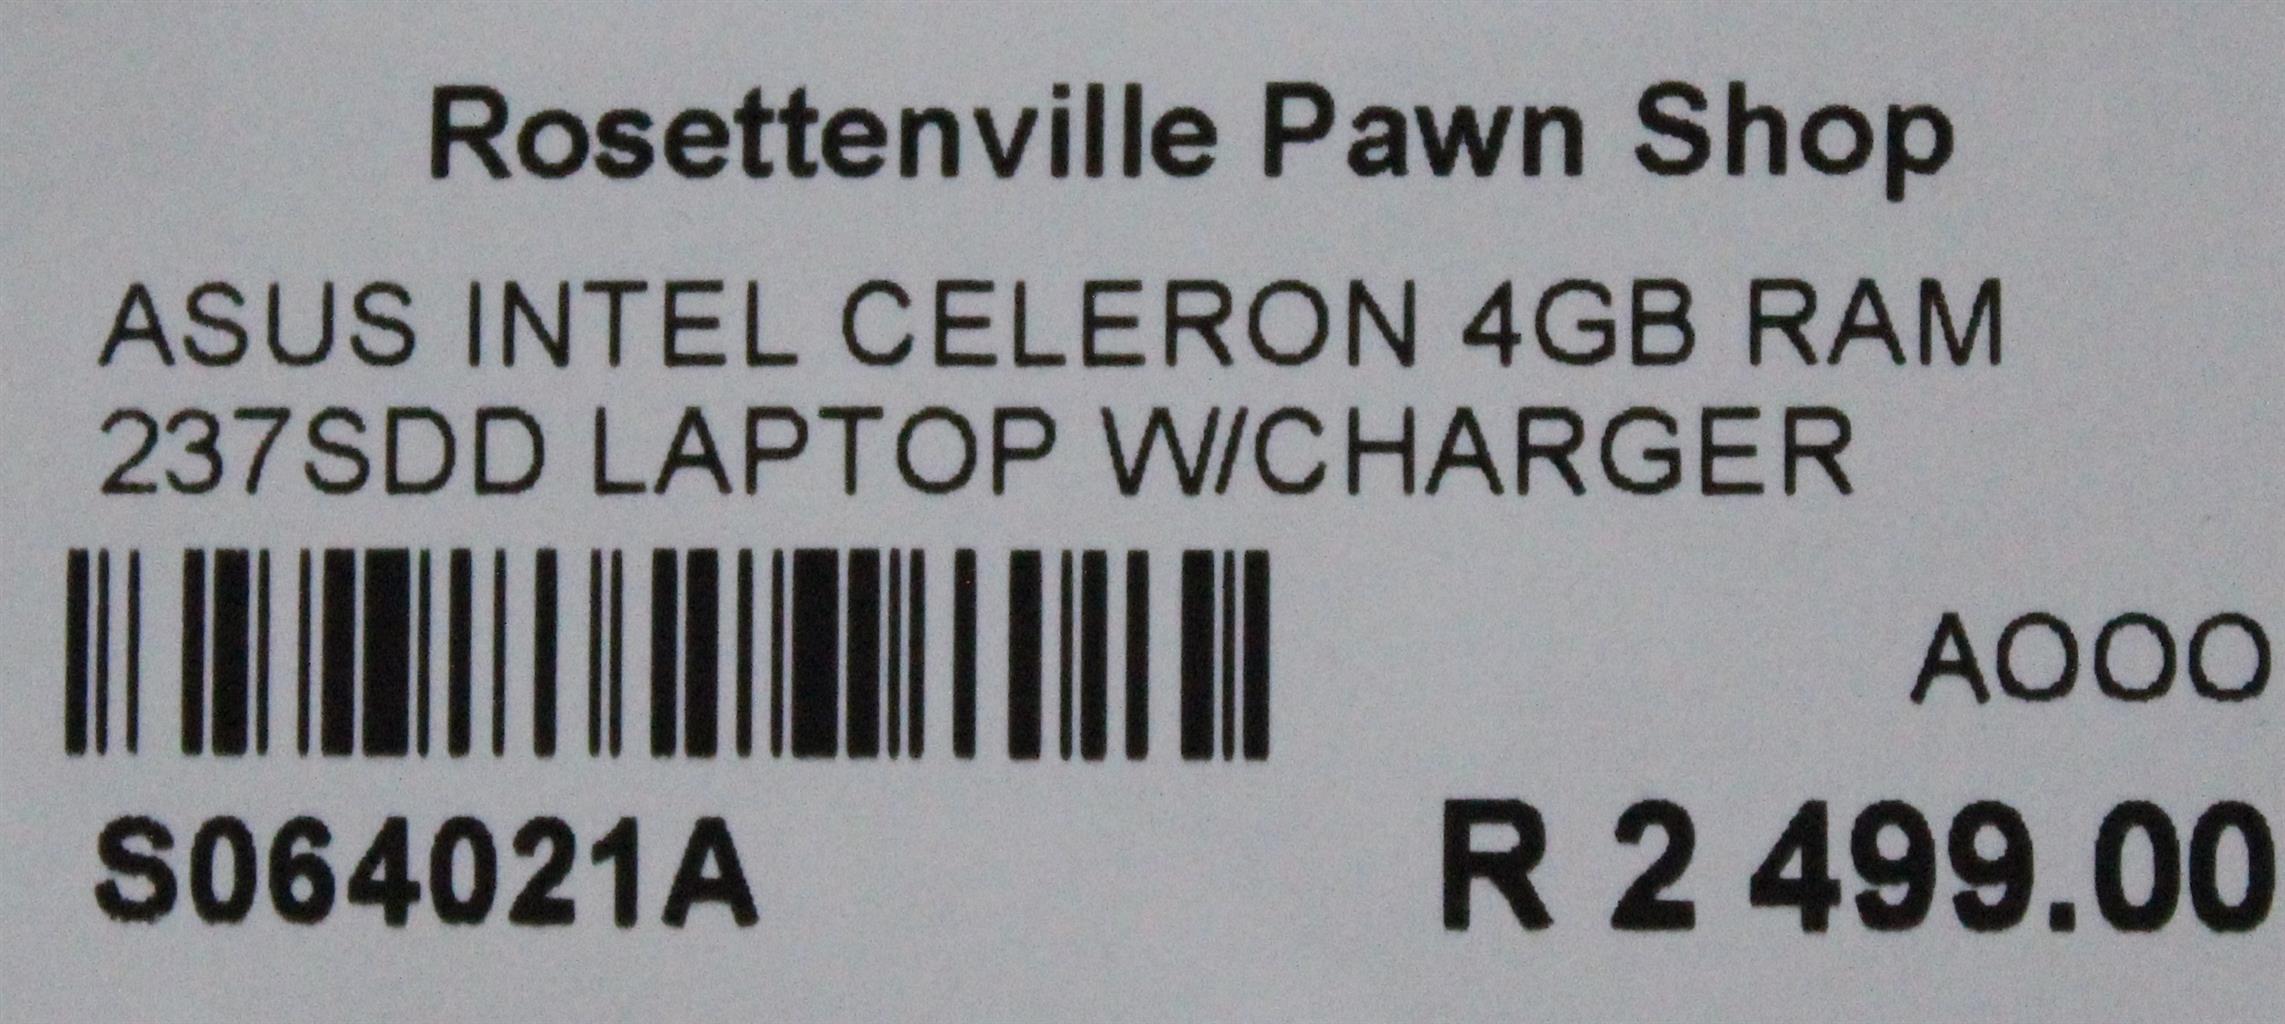 Rosettenville Pawn Shop
ASUS INTEL CELERON 4GB RAM
237SDD LAPTOP W/CHARGER
AOOO
S064021A
R 2 499.00